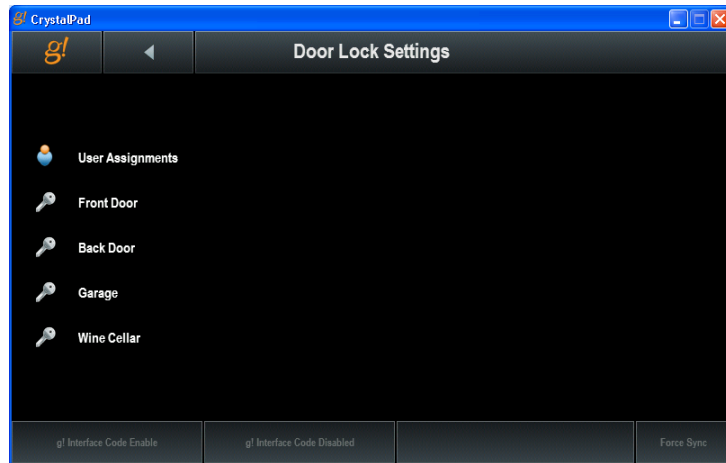 g! CrystalPad
g! Door Lock Settings
User Assignments
Front Door
Back Door
Garage
Wine Cellar
g! Interface Code Enable g! Interface Code Disabled Force Sync